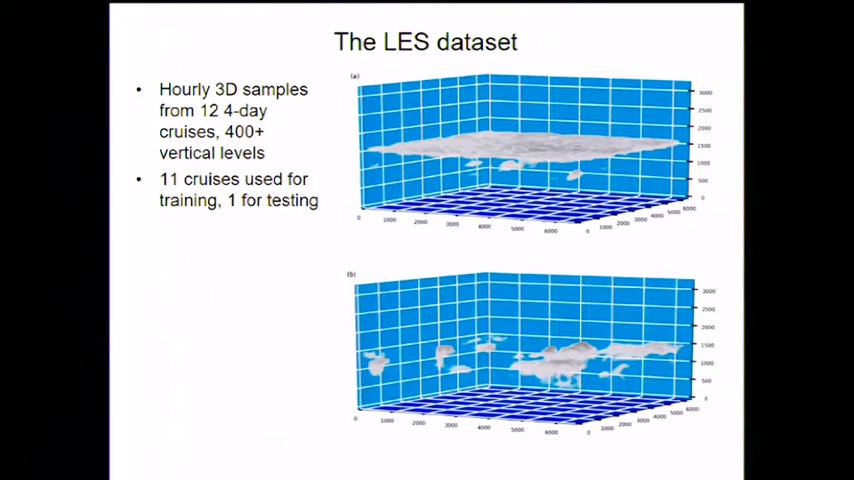 The LES dataset
• Hourly 3D samples
from 12 4-day
cruises, 400+
vertical levels
• 11 cruises used for
training, 1 for testing
(a)
3000
2500
2000
1500
1000
500
0
0 1000 2000 3000 4000 5000 6000
0 1000 2000 3000 4000 5000 6000
(b)
3000
2500
2000
1500
1000
500
0
0 1000 2000 3000 4000 5000 6000
0 1000 2000 3000 4000 5000 6000